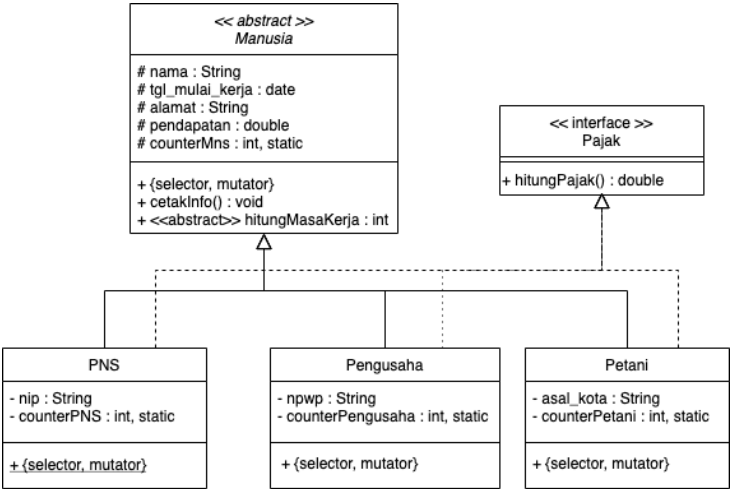 << abstract >>
Manusia
# nama : String
# tgl_mulai_kerja : date
# alamat : String
# pendapatan : double
# counterMns : int, static
+ {selector, mutator}
+ cetakInfo() : void
+ <<abstract>> hitungMasaKerja : int
<< interface >>
Pajak
+ hitungPajak() : double
PNS
- nip : String
- counterPNS : int, static
+ {selector, mutator}
Pengusaha
- npwp : String
- counterPengusaha : int, static
+ {selector, mutator}
Petani
- asal_kota : String
- counterPetani : int, static
+ {selector, mutator}